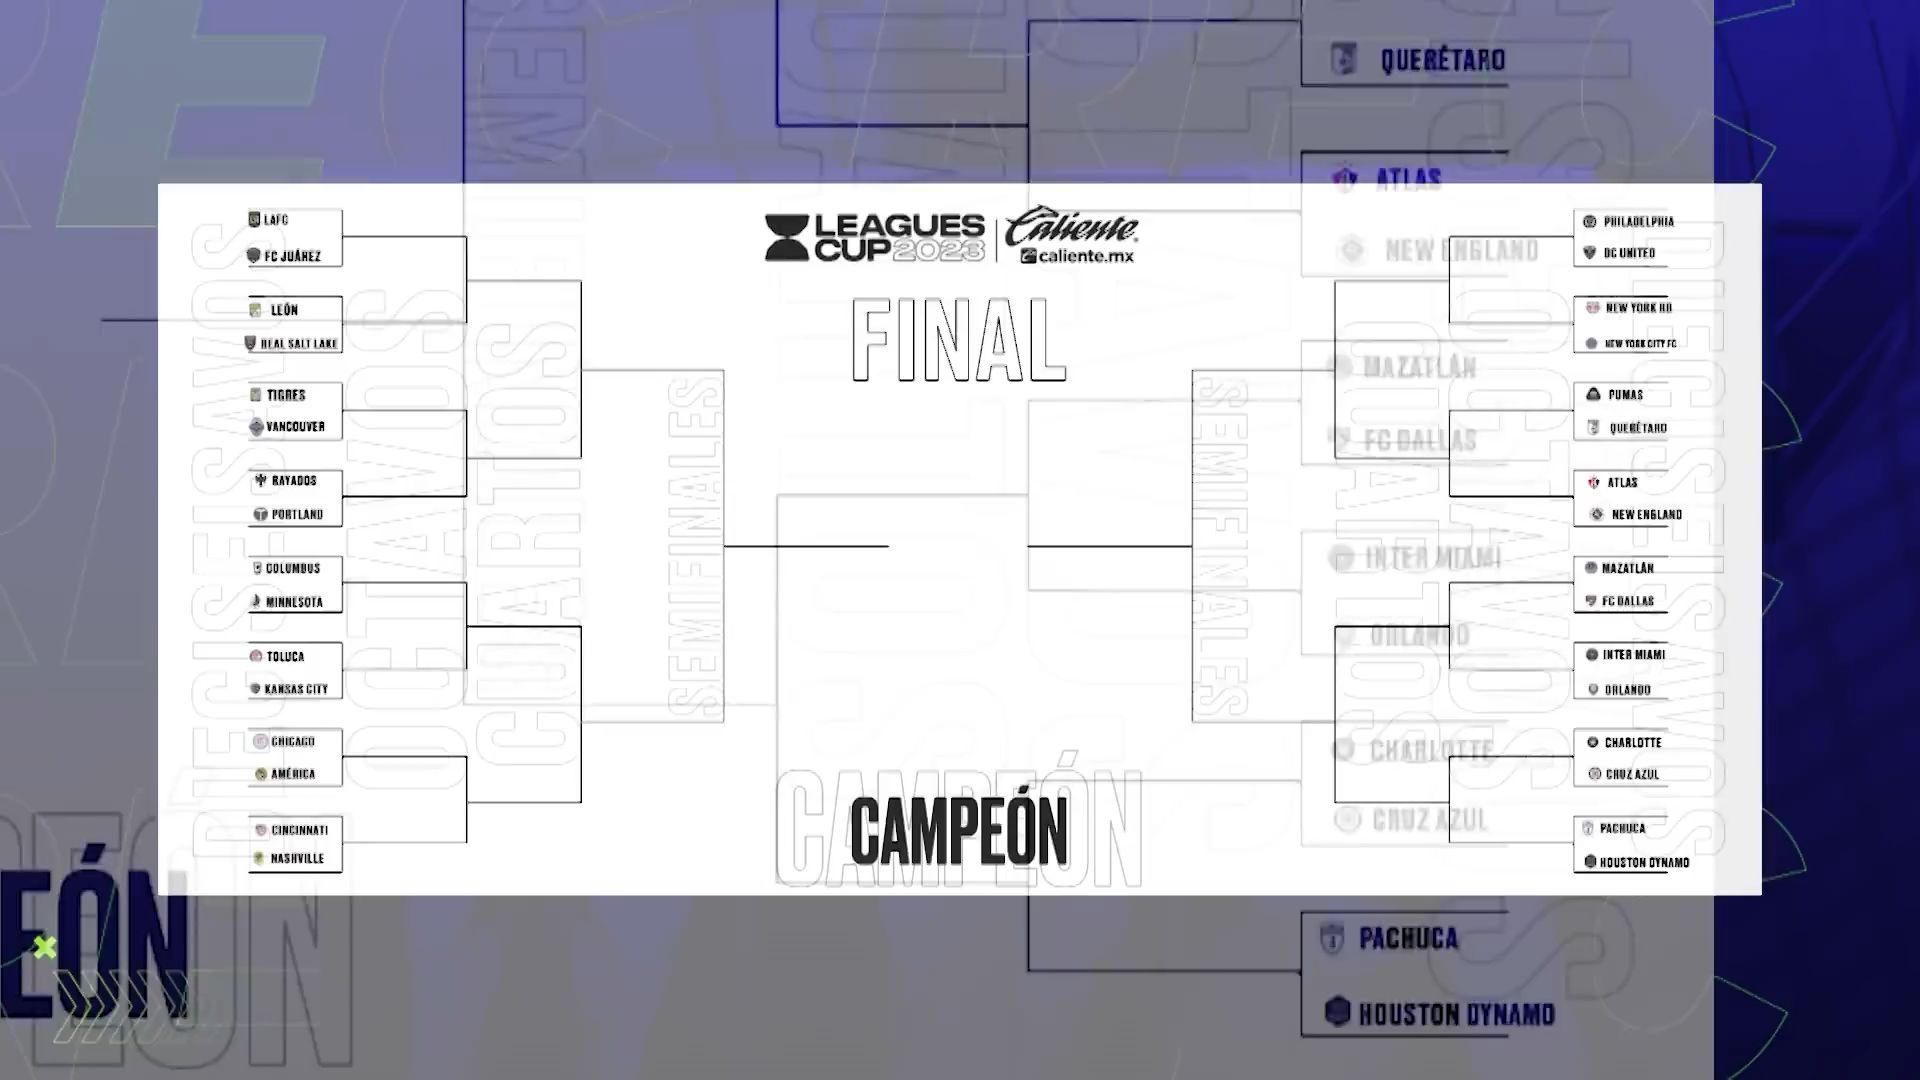 QUERÉTARO
ATLAS
NEW ENGLAND
MAZATLÁN
FC DALLAS
INTER MIAMI
ORLANDO
CHARLOTTE
CRUZ AZUL
PACHUCA
HOUSTON DYNAMO
EÓN
LEAGUES
CUP 2023
Caliente
caliente.mx
FINAL
LAFC
FC JUÁREZ
LEÓN
REAL SALT LAKE
TIGRES
VANCOUVER
RAYADOS
PORTLAND
COLUMBUS
MINNESOTA
TOLUCA
KANSAS CITY
CHICAGO
AMÉRICA
CINCINNATI
NASHVILLE
DIECISEISAVOS
OCTAVOS
CUARTOS
SEMIFINALES
CAMPEÓN
CAMPEÓN
SEMIFINALES
CUARTOS
OCTAVOS
DIECISEISAVOS
PHILADELPHIA
DC UNITED
NEW YORK RB
NEW YORK CITY FC
PUMAS
QUERÉTARO
ATLAS
NEW ENGLAND
MAZATLÁN
FC DALLAS
INTER MIAMI
ORLANDO
CHARLOTTE
CRUZ AZUL
PACHUCA
HOUSTON DYNAMO